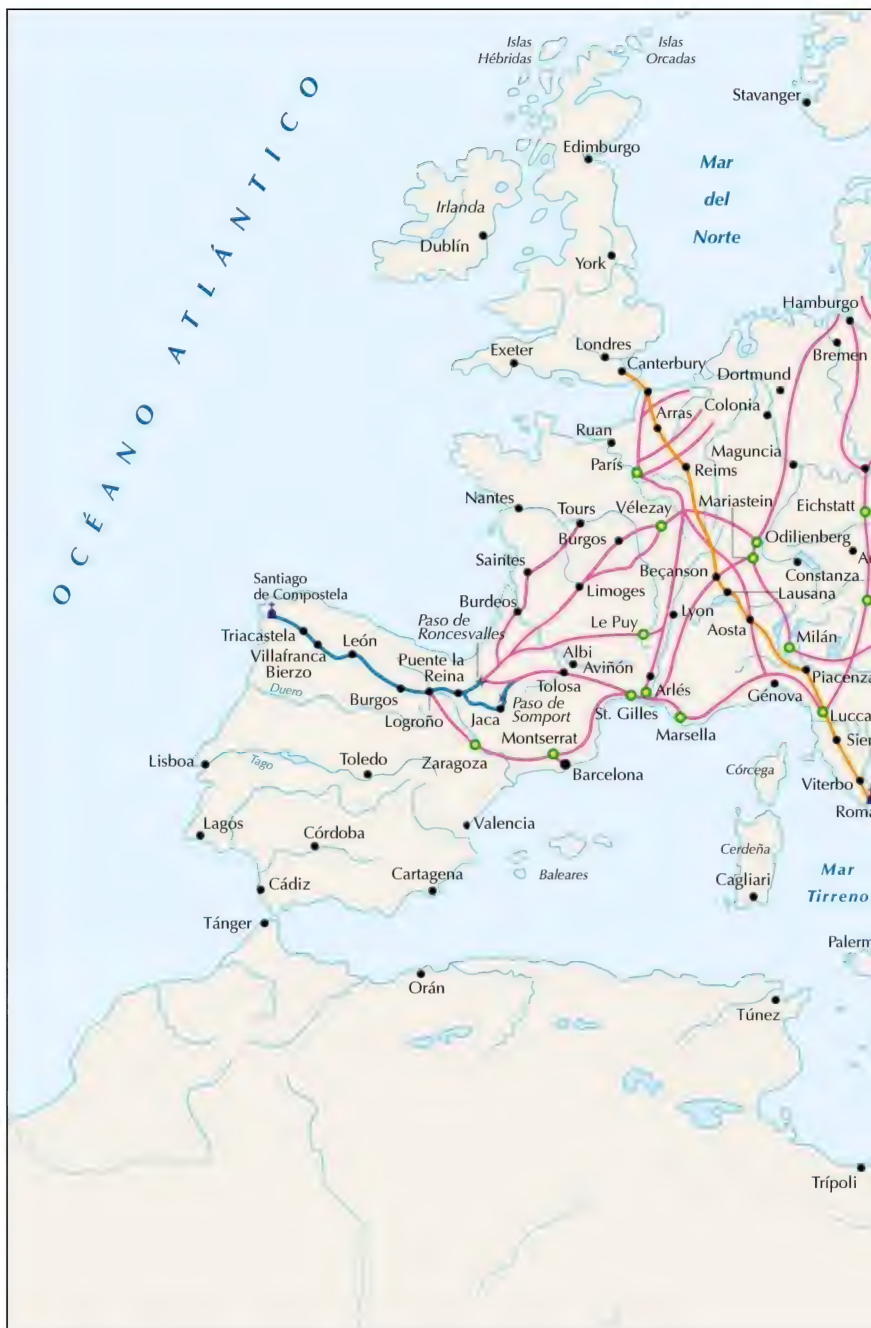 Islas
Hébridas
Islas
Orcadas
Stavanger
OCÉANO ATLÁNTICO
Edimburgo
Mar
del
Norte
Irlanda
Dublín
York
Hamburgo
Bremen
Londres
Exeter
Canterbury
Dortmund
Arras
Colonia
Ruan
Maguncia
París
Reims
Mariastein
Eichstatt
Nantes
Tours
Vélezay
Burgos
Odilienberg
Saintes
Beçanson
Constanza
Limoges
Lausana
Santiago
de Compostela
Burdeos
Paso de
Roncesvalles
Le Puy
Lyon
Aosta
Milán
Triacastela
León
Villafranca
Bierzo
Puente la
Reina
Albi
Aviñón
Piacenza
Duero
Burgos
Tolosa
Arlés
Génova
Logroño
Jaca
Paso de
Somport
St. Gilles
Marsella
Lucca
Montserrat
Sien
Lisboa
Tago
Toledo
Zaragoza
Barcelona
Córcega
Viterbo
Roma
Lagos
Córdoba
Valencia
Cerdeña
Baleares
Mar
Tirreno
Cádiz
Cartagena
Cagliari
Tánger
Palerm
Orán
Túnez
Trípoli